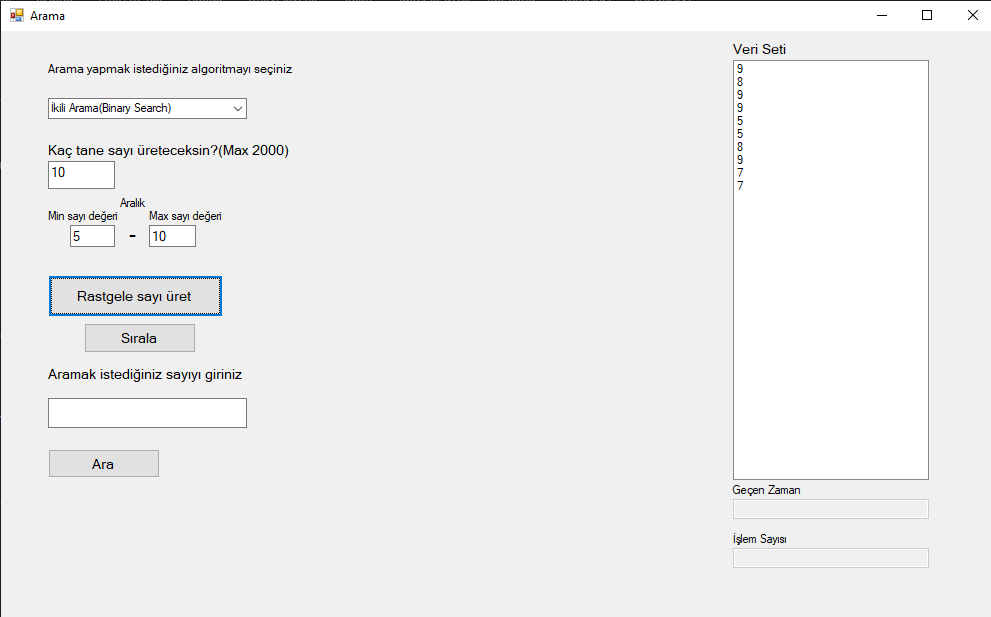 Arama
Arama yapmak istediğiniz algoritmayı seçiniz
İkili Arama(Binary Search)
Kaç tane sayı üreteceksin?(Max 2000)
10
Aralık
Min sayı değeri
Max sayı değeri
5
-
10
Rastgele sayı üret
Sırala
Aramak istediğiniz sayıyı giriniz
Ara
Veri Seti
9
8
9
9
5
5
8
9
7
7
Geçen Zaman
İşlem Sayısı